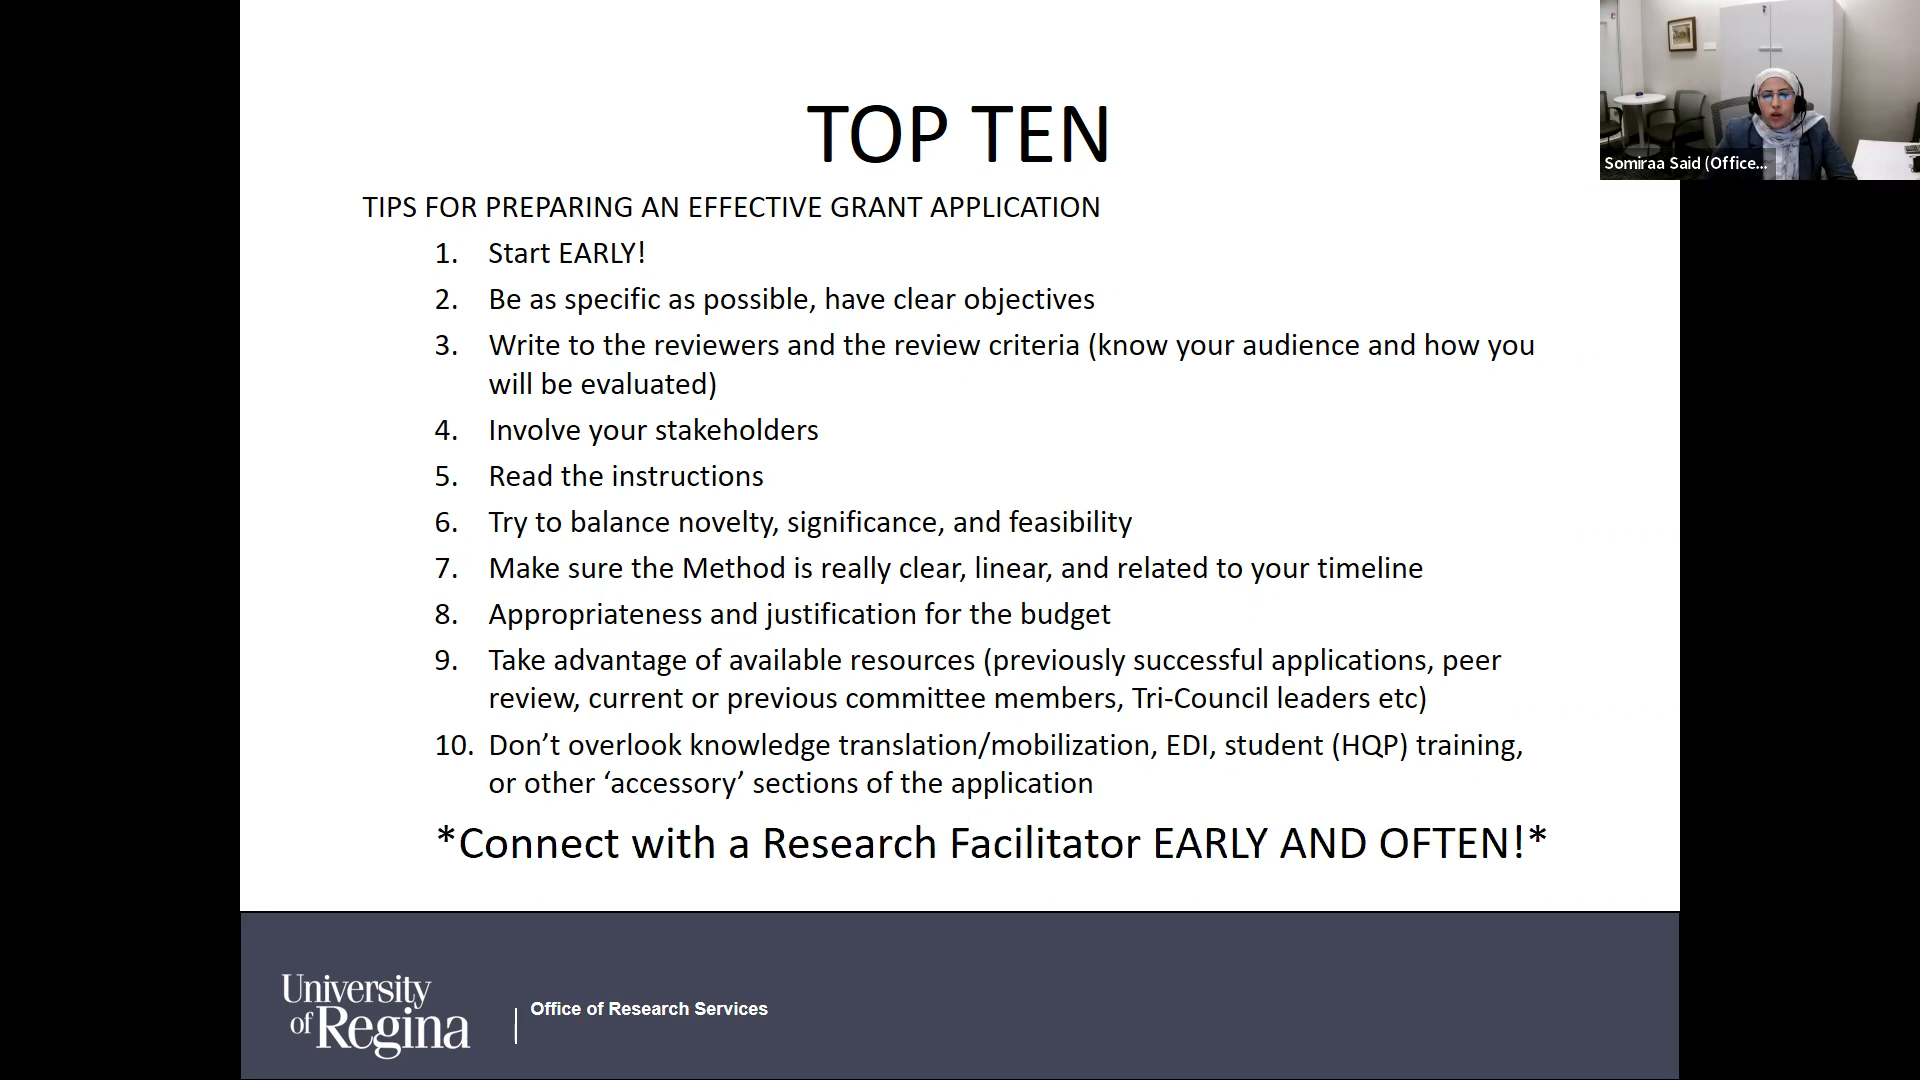 TOP TEN
Somiraa Said (Office...
TIPS FOR PREPARING AN EFFECTIVE GRANT APPLICATION
1. Start EARLY!
2. Be as specific as possible, have clear objectives
3. Write to the reviewers and the review criteria (know your audience and how you
will be evaluated)
4. Involve your stakeholders
5. Read the instructions
6. Try to balance novelty, significance, and feasibility
7. Make sure the Method is really clear, linear, and related to your timeline
8. Appropriateness and justification for the budget
9. Take advantage of available resources (previously successful applications, peer
review, current or previous committee members, Tri-Council leaders etc)
10. Don’t overlook knowledge translation/mobilization, EDI, student (HQP) training,
or other ‘accessory’ sections of the application
*Connect with a Research Facilitator EARLY AND OFTEN!*
University
of Regina
Office of Research Services